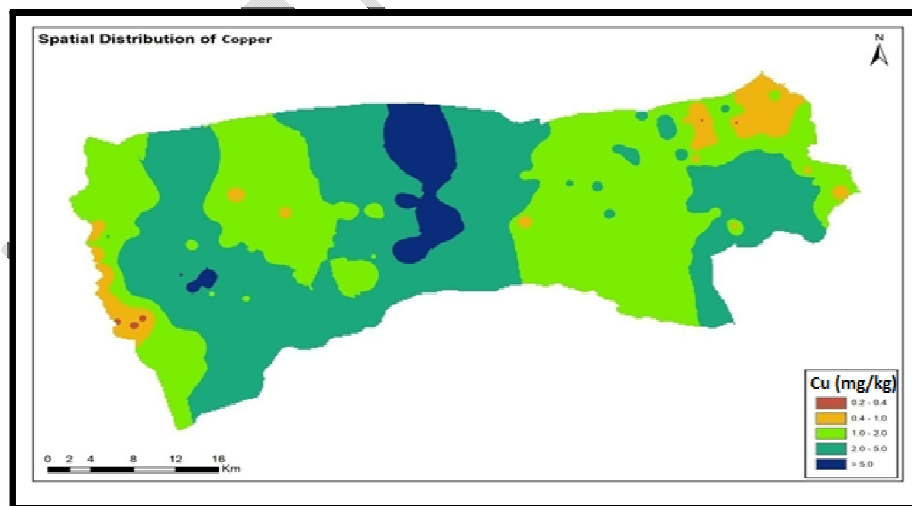 Spatial Distribution of Copper
N
Cu (mg/kg)
0.2 - 0.4
0.4 - 1.0
1.0 - 2.0
2.0 - 5.0
> 5.0
0 2 4 8 12 16
Km